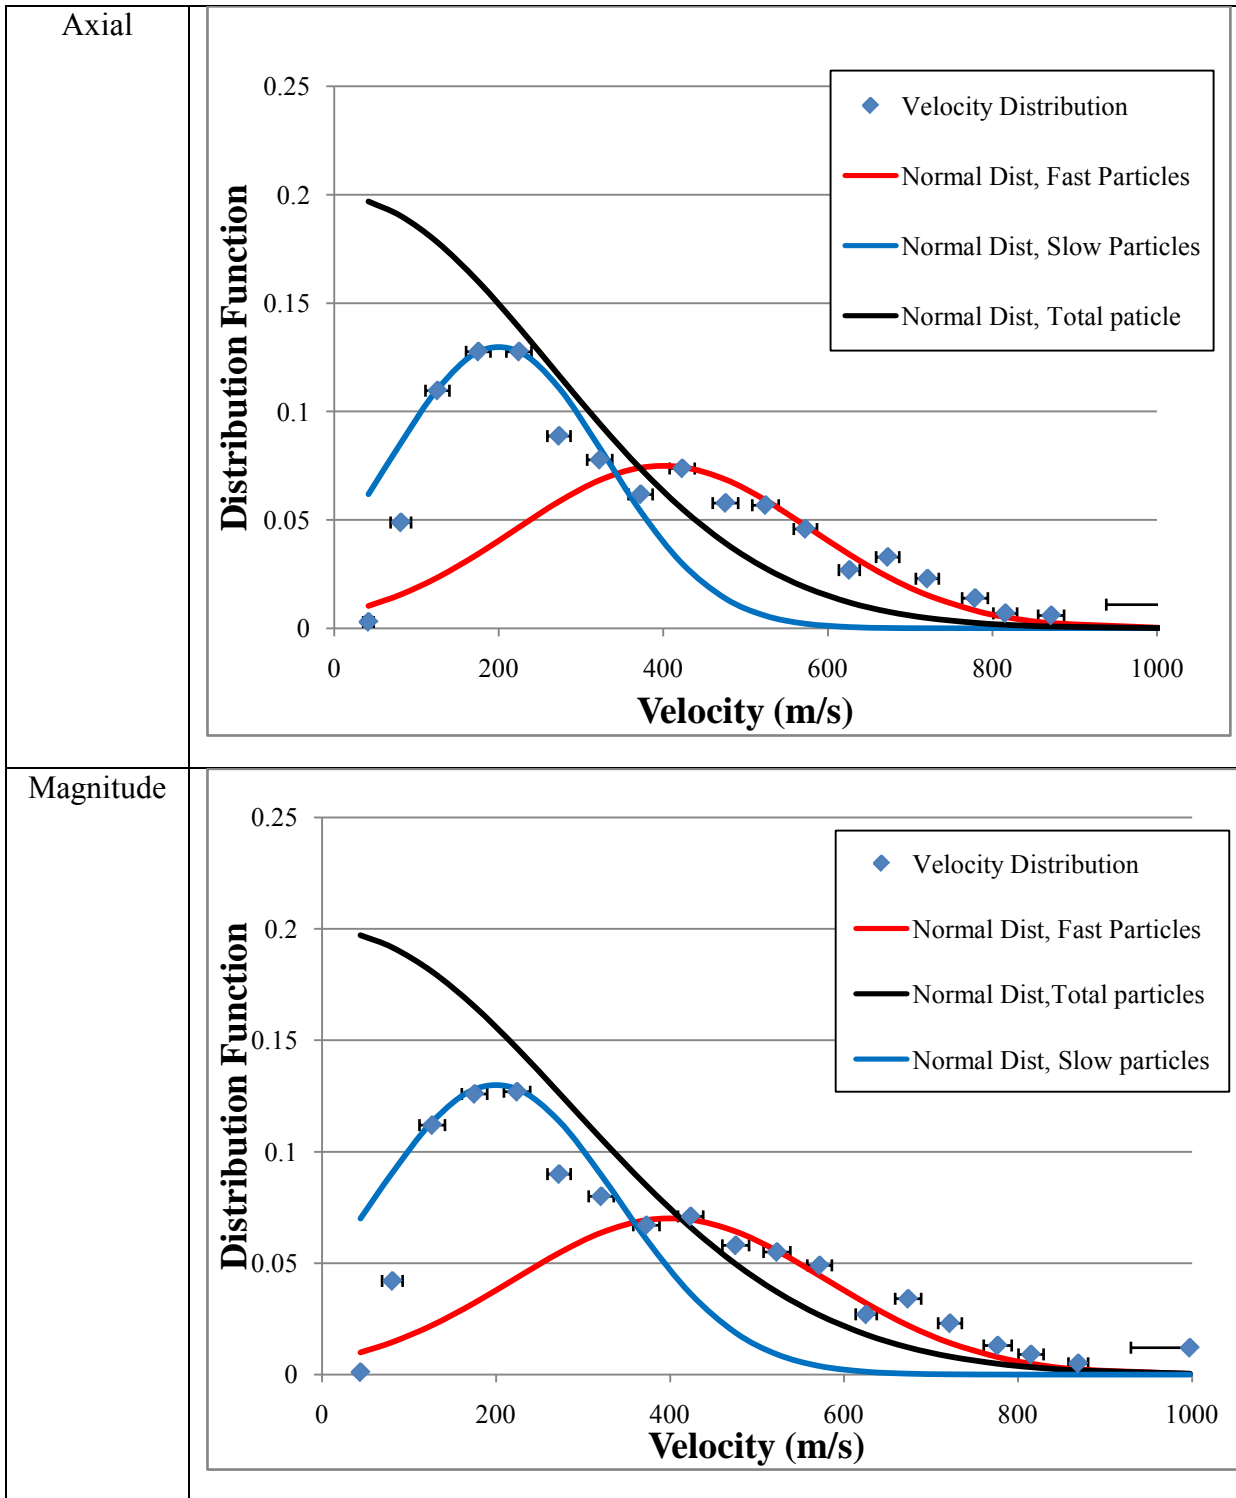 Axial
0.25
0.2
0.15
0.1
0.05
0
0
200
400
600
800
1000
Distribution Function
Velocity (m/s)
Velocity Distribution
Normal Dist, Fast Particles
Normal Dist, Slow Particles
Normal Dist, Total paticle
Magnitude
0.25
0.2
0.15
0.1
0.05
0
0
200
400
600
800
1000
Distribution Function
Velocity (m/s)
Velocity Distribution
Normal Dist, Fast Particles
Normal Dist,Total particles
Normal Dist, Slow particles